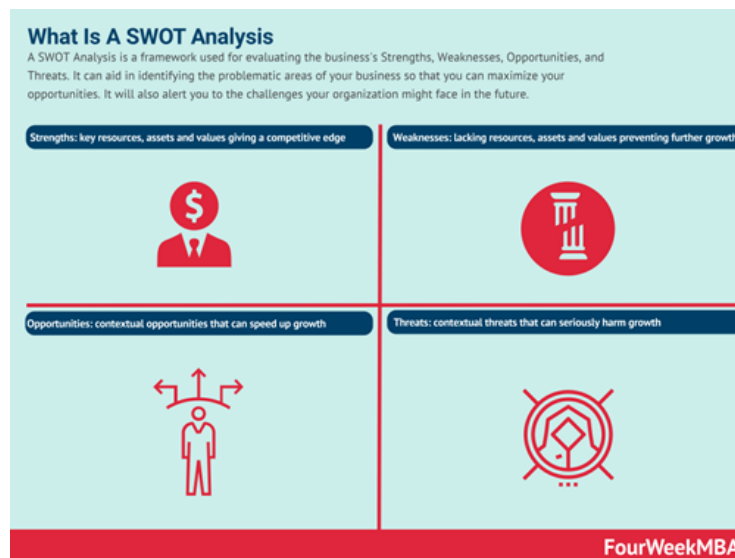 What Is A SWOT Analysis
A SWOT Analysis is a framework used for evaluating the business's Strengths, Weaknesses, Opportunities, and
Threats. It can aid in identifying the problematic areas of your business so that you can maximize your
opportunities. It will also alert you to the challenges your organization might face in the future.
Strengths: key resources, assets and values giving a competitive edge
Weaknesses: lacking resources, assets and values preventing further growth
$
Opportunities: contextual opportunities that can speed up growth
Threats: contextual threats that can seriously harm growth
FourWeekMBA